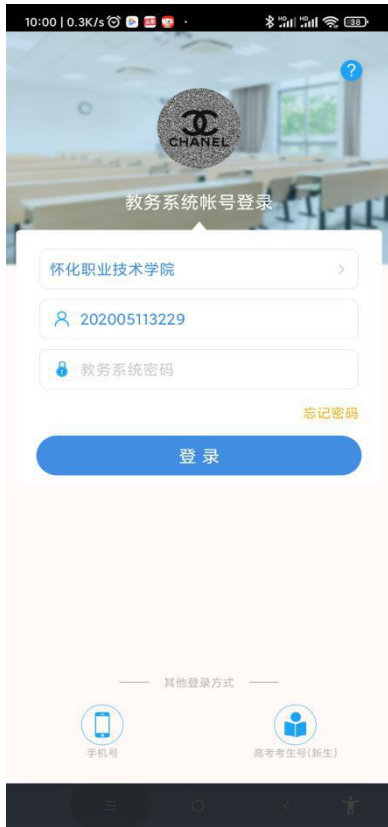 10:00 | 0.3K/s
38
?
CHANEL
教务系统帐号登录
怀化职业技术学院
202005113229
教务系统密码
忘记密码
登录
其他登录方式
手机号
高考考生号(新生)